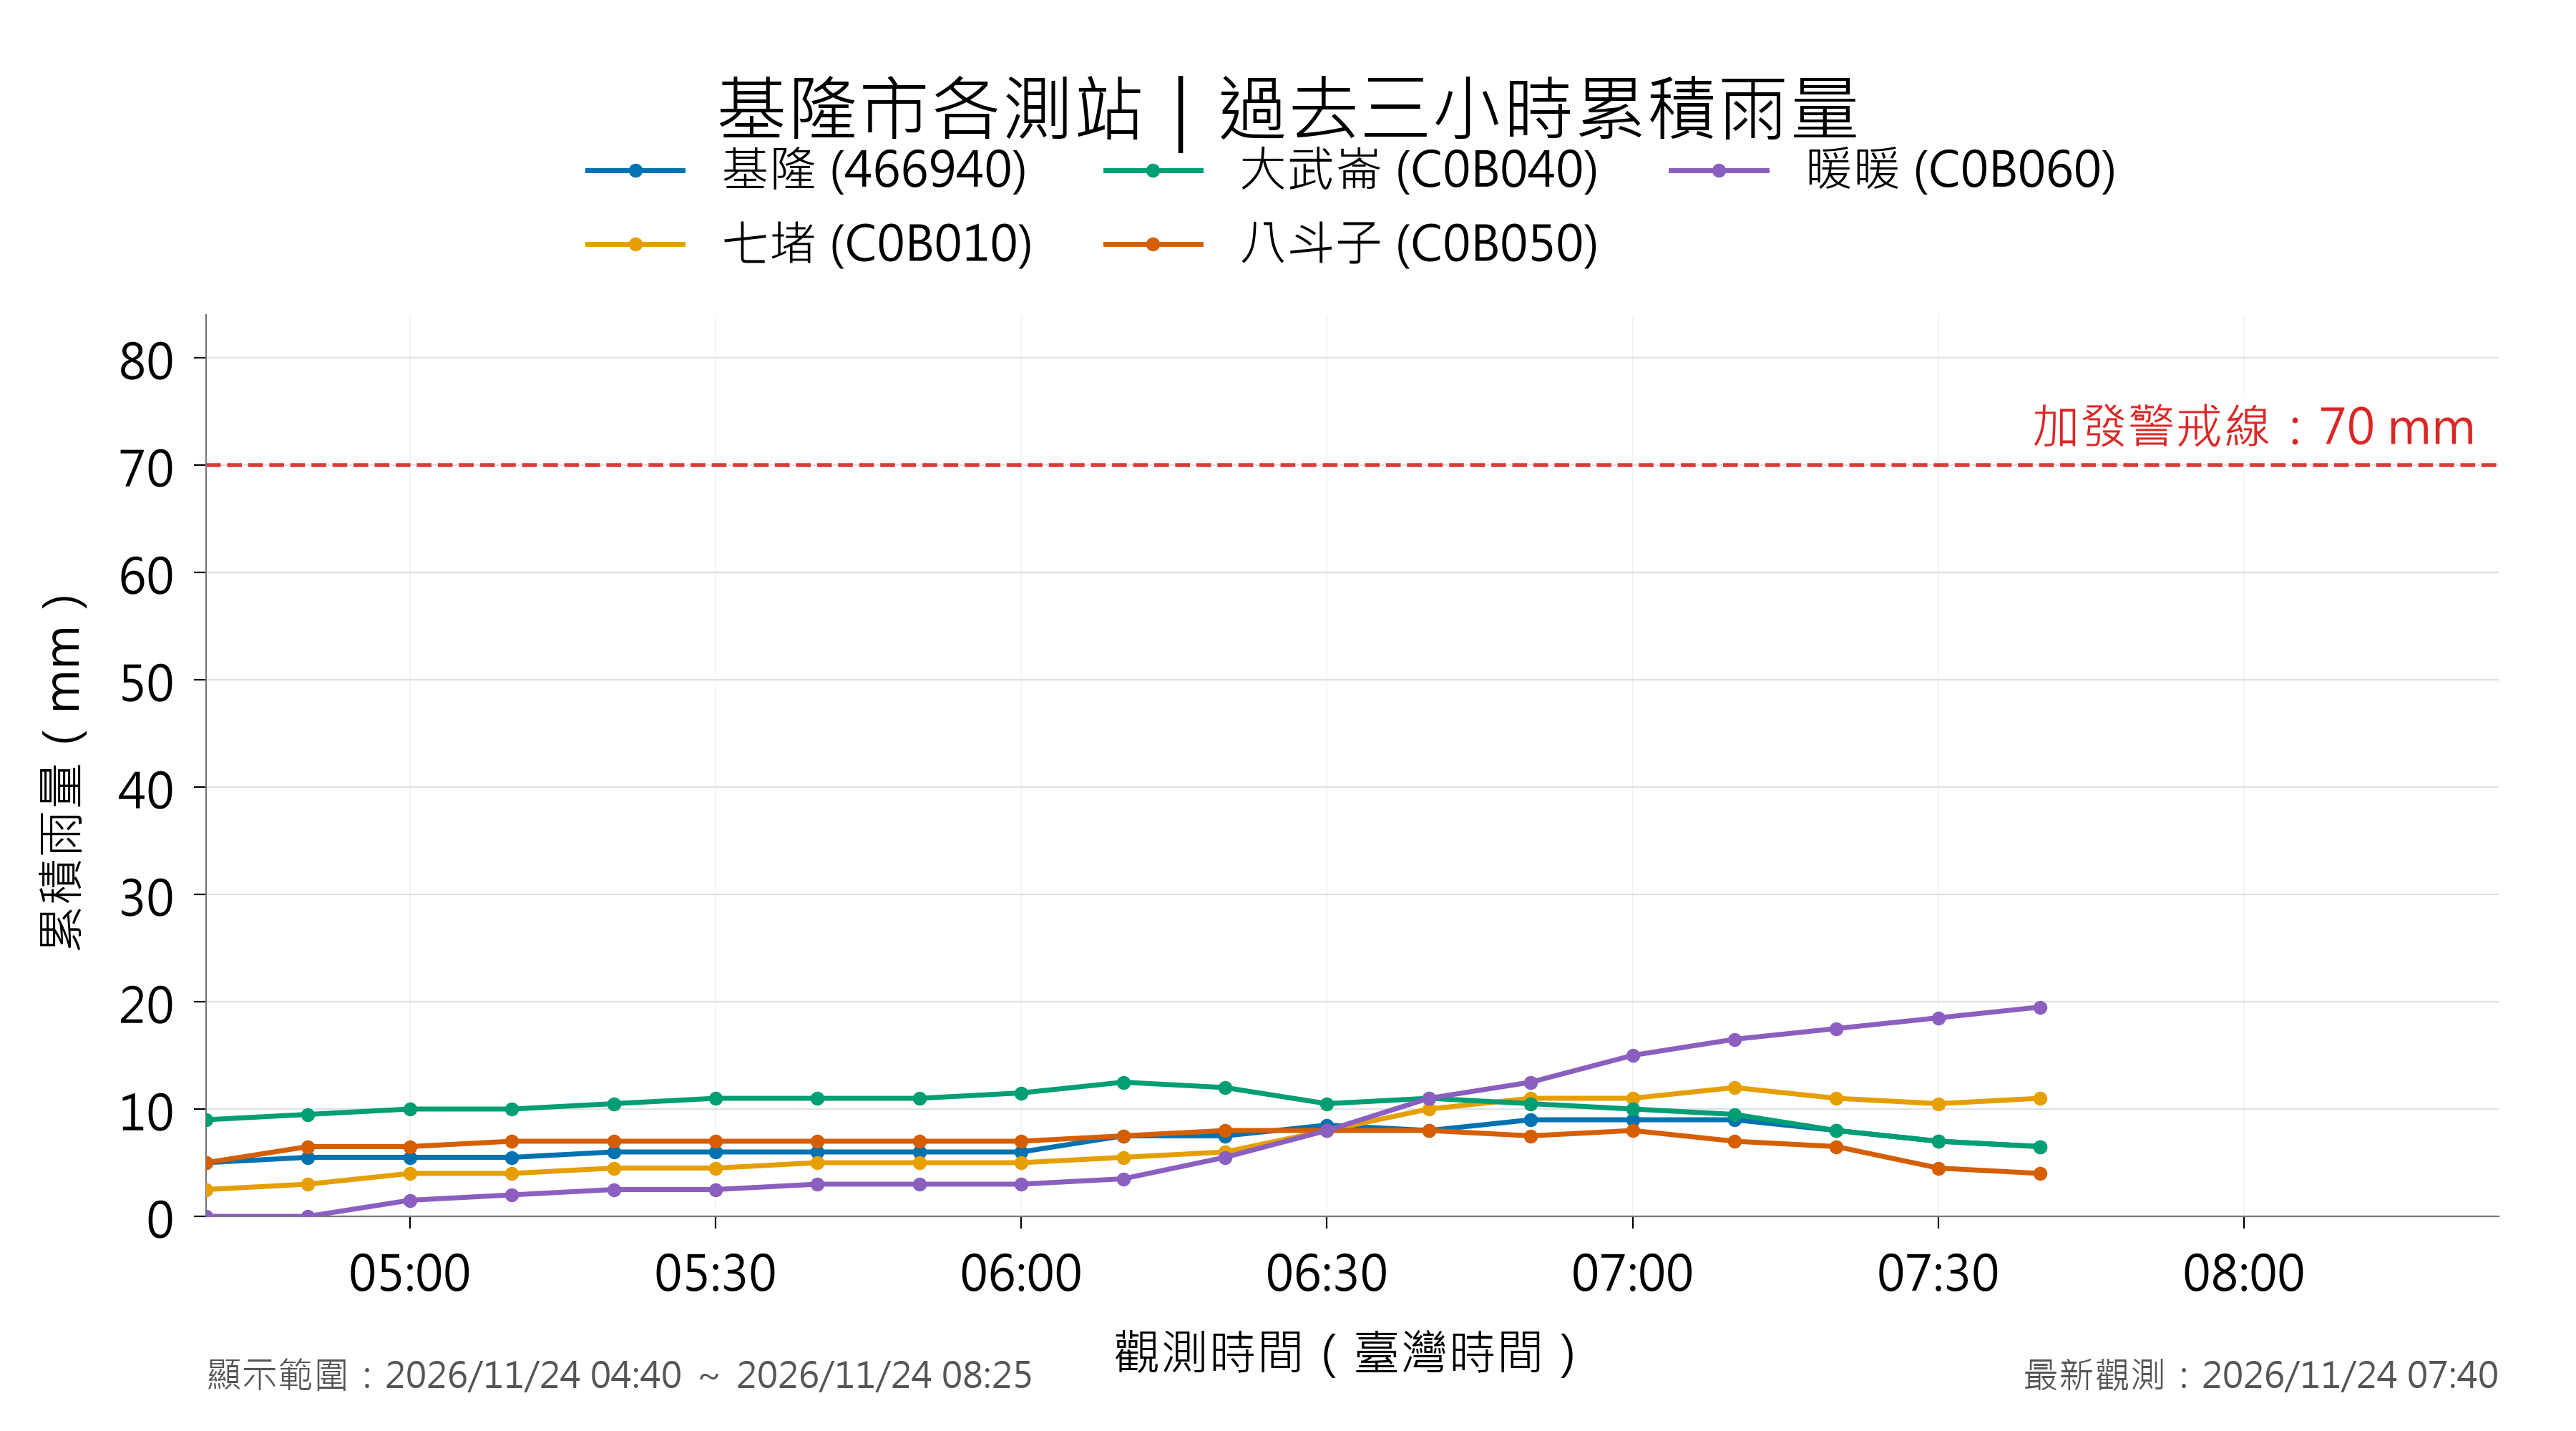 基隆市各測站｜過去三小時累積雨量
基隆 (466940) 大武崙 (C0B040) 暖暖 (C0B060)
七堵 (C0B010) 八斗子 (C0B050)
80
70
60
50
40
30
20
10
0
累積雨量（mm）
加發警戒線：70 mm
05:00 05:30 06:00 06:30 07:00 07:30 08:00
觀測時間（臺灣時間）
顯示範圍：2026/11/24 04:40 ~ 2026/11/24 08:25
最新觀測：2026/11/24 07:40